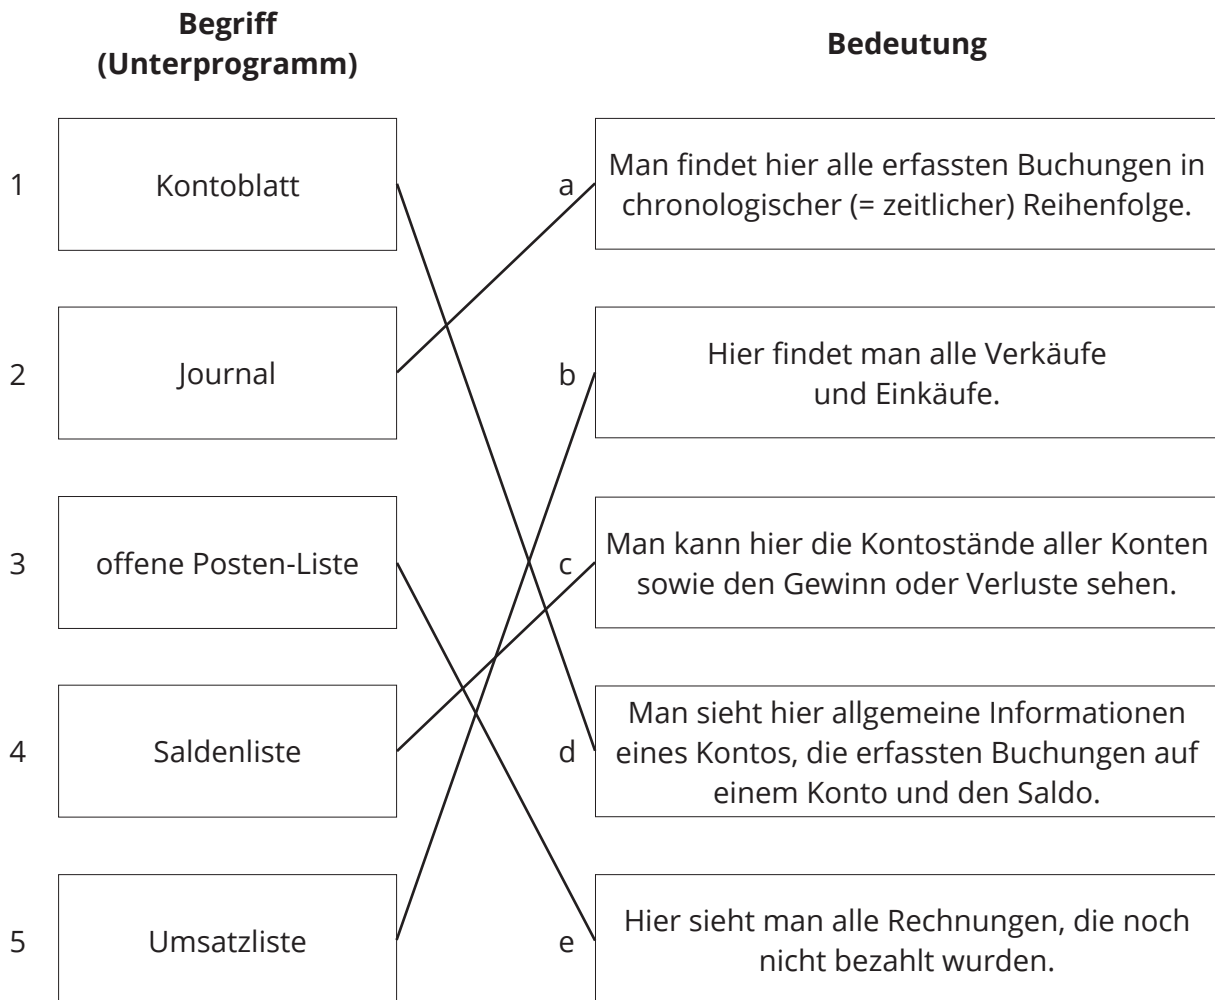 Begriff
(Unterprogramm)
Bedeutung
1
Kontoblatt
a
Man findet hier alle erfassten Buchungen in
chronologischer (= zeitlicher) Reihenfolge.
2
Journal
b
Hier findet man alle Verkäufe
und Einkäufe.
3
offene Posten-Liste
c
Man kann hier die Kontostände aller Konten
sowie den Gewinn oder Verluste sehen.
4
Saldenliste
d
Man sieht hier allgemeine Informationen
eines Kontos, die erfassten Buchungen auf
einem Konto und den Saldo.
5
Umsatzliste
e
Hier sieht man alle Rechnungen, die noch
nicht bezahlt wurden.